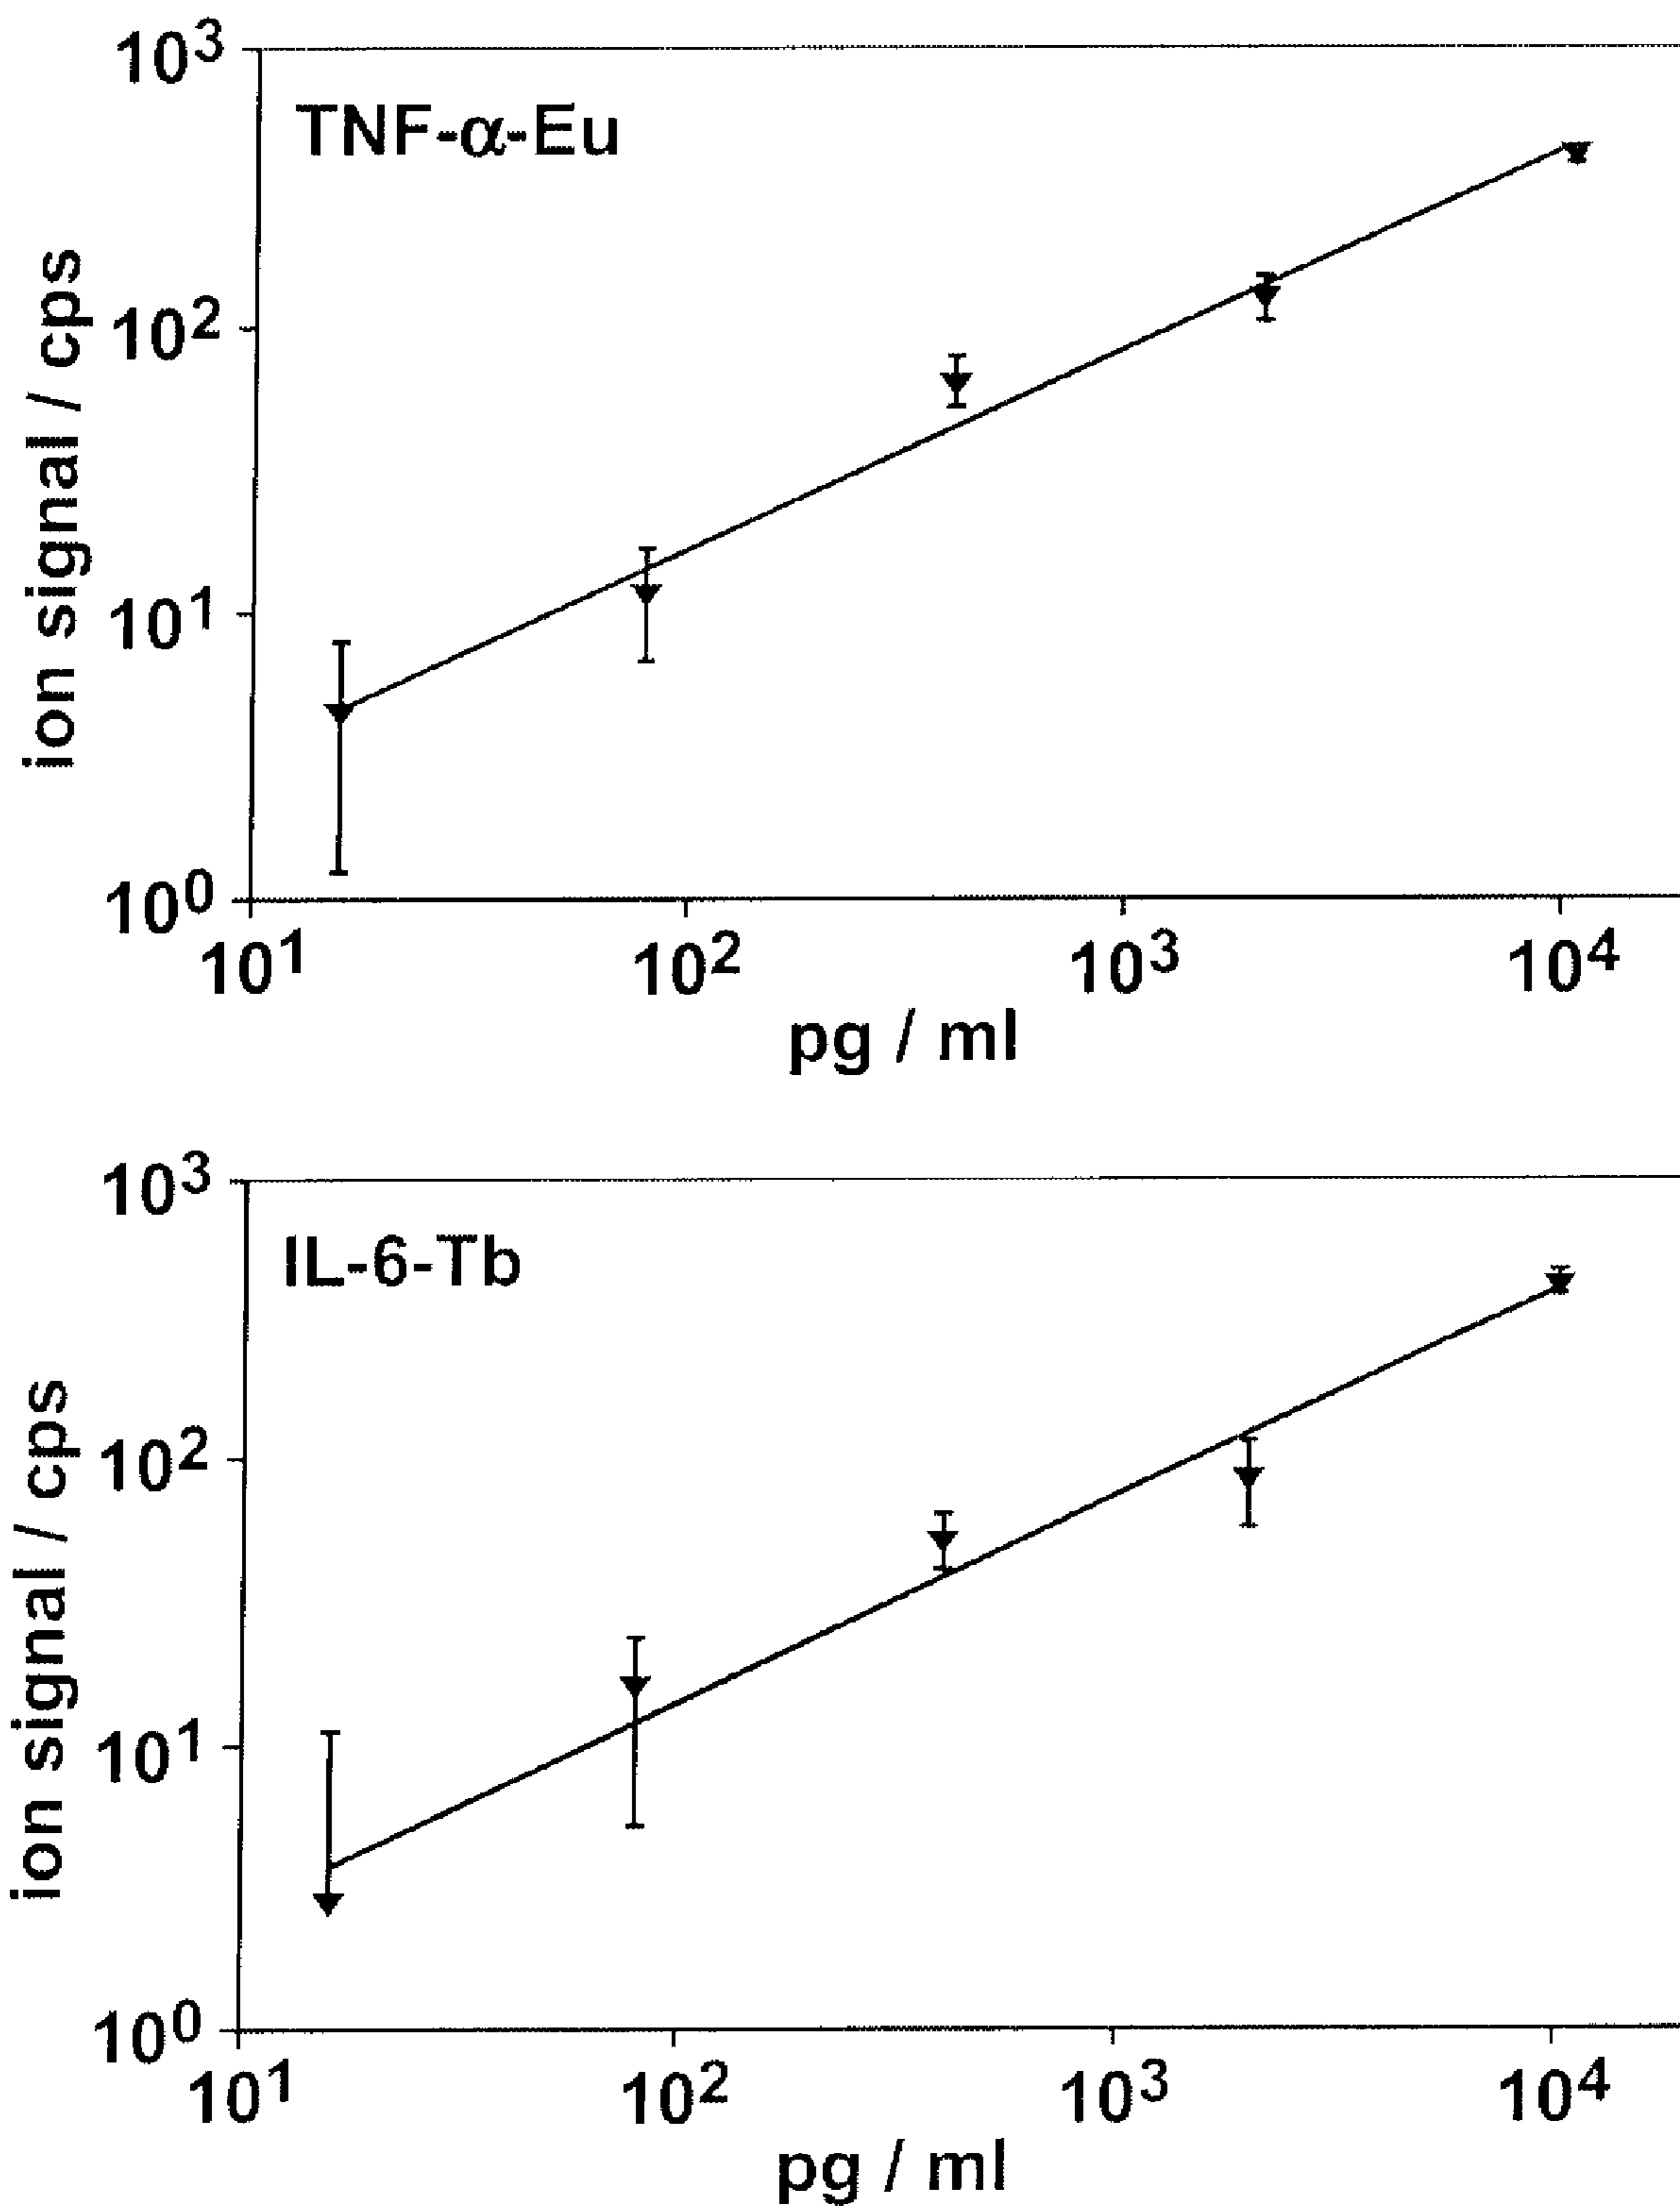 10³
TNF-α-Eu
ion signal / cps
10²
10¹
10⁰
10¹ 10² 10³ 10⁴
pg / ml
10³
IL-6-Tb
ion signal / cps
10²
10¹
10⁰
10¹ 10² 10³ 10⁴
pg / ml